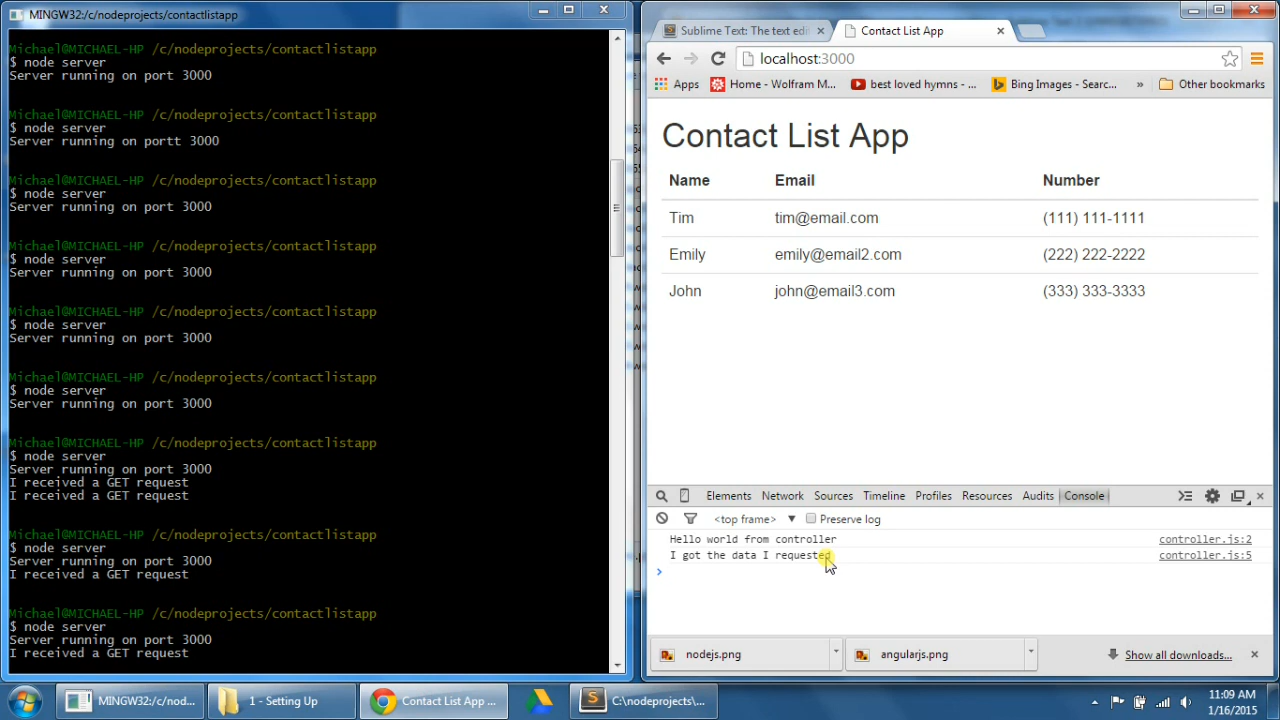 MINGW32:/c/nodeprojects/contactlistapp
Michael@MICHAEL-HP /c/nodeprojects/contactlistapp
$ node server
Server running on port 3000
Michael@MICHAEL-HP /c/nodeprojects/contactlistapp
$ node server
Server running on portt 3000
Michael@MICHAEL-HP /c/nodeprojects/contactlistapp
$ node server
Server running on port 3000
Michael@MICHAEL-HP /c/nodeprojects/contactlistapp
$ node server
Server running on port 3000
Michael@MICHAEL-HP /c/nodeprojects/contactlistapp
$ node server
Server running on port 3000
Michael@MICHAEL-HP /c/nodeprojects/contactlistapp
$ node server
Server running on port 3000
Michael@MICHAEL-HP /c/nodeprojects/contactlistapp
$ node server
Server running on port 3000
I received a GET request
I received a GET request
Michael@MICHAEL-HP /c/nodeprojects/contactlistapp
$ node server
Server running on port 3000
I received a GET request
Michael@MICHAEL-HP /c/nodeprojects/contactlistapp
$ node server
Server running on port 3000
I received a GET request
Sublime Text: The text edi
Contact List App
localhost:3000
Apps Home - Wolfram M... best loved hymns - ... Bing Images - Searc... » Other bookmarks
Contact List App
Name Email Number
Tim tim@email.com (111) 111-1111
Emily emily@email2.com (222) 222-2222
John john@email3.com (333) 333-3333
Elements Network Sources Timeline Profiles Resources Audits Console
<top frame> Preserve log
Hello world from controller controller.js:2
I got the data I requested controller.js:5
nodejs.png angularjs.png Show all downloads...
MINGW32:/c/nod... 1 - Setting Up Contact List App ... C:\nodeprojects\...
11:09 AM
1/16/2015